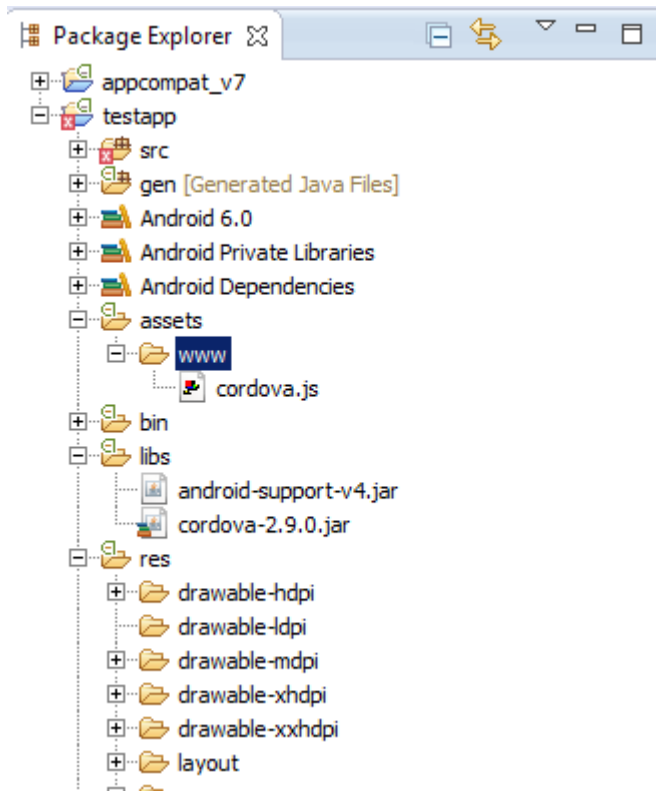 Package Explorer
appcompat_v7
testapp
src
gen [Generated Java Files]
Android 6.0
Android Private Libraries
Android Dependencies
assets
www
cordova.js
bin
libs
android-support-v4.jar
cordova-2.9.0.jar
res
drawable-hdpi
drawable-ldpi
drawable-mdpi
drawable-xhdpi
drawable-xxhdpi
layout